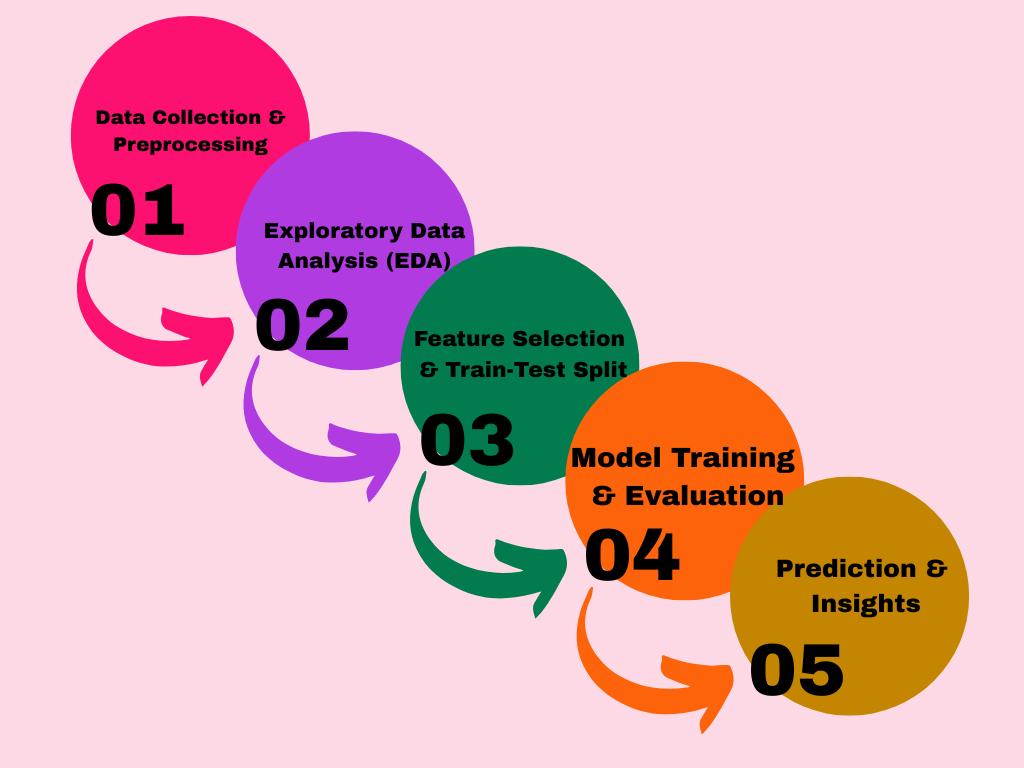 Data Collection &
Preprocessing
01
Exploratory Data
Analysis (EDA)
02
Feature Selection
& Train-Test Split
03
Model Training
& Evaluation
04
Prediction &
Insights
05